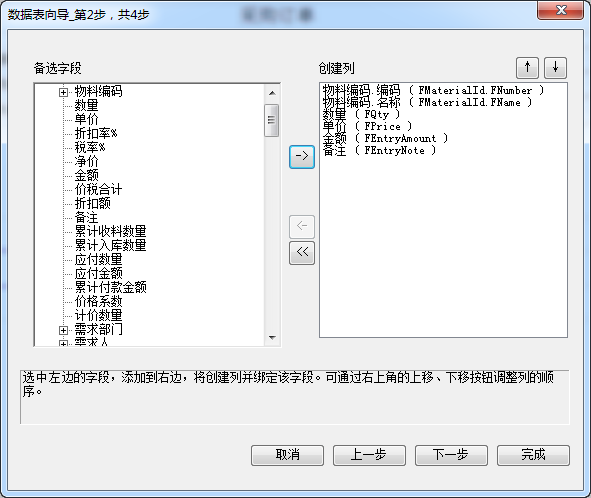 数据表向导_第2步，共4步
采购订单
备选字段
物料编码
数量
单价
折扣率%
税率%
净价
金额
价税合计
折扣额
备注
累计收料数量
累计入库数量
应付数量
应付金额
累计付款金额
价格系数
计价数量
需求部门
需求人
->
<-
<<
创建列
↑ ↓
物料编码.编码 ( FMaterialId.FNumber )
物料编码.名称 ( FMaterialId.FName )
数量 ( FQty )
单价 ( FPrice )
金额 ( FEntryAmount )
备注 ( FEntryNote )
选中左边的字段，添加到右边，将创建列并绑定该字段。可通过右上角的上移、下移按钮调整列的顺
序。
取消 上一步 下一步 完成